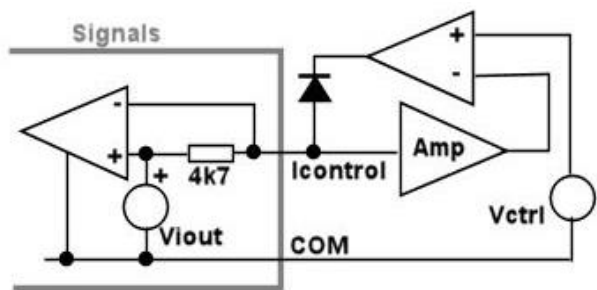 Signals
+
-
-
+
4k7
Icontrol
Amp
+
Viout
Vctrl
COM